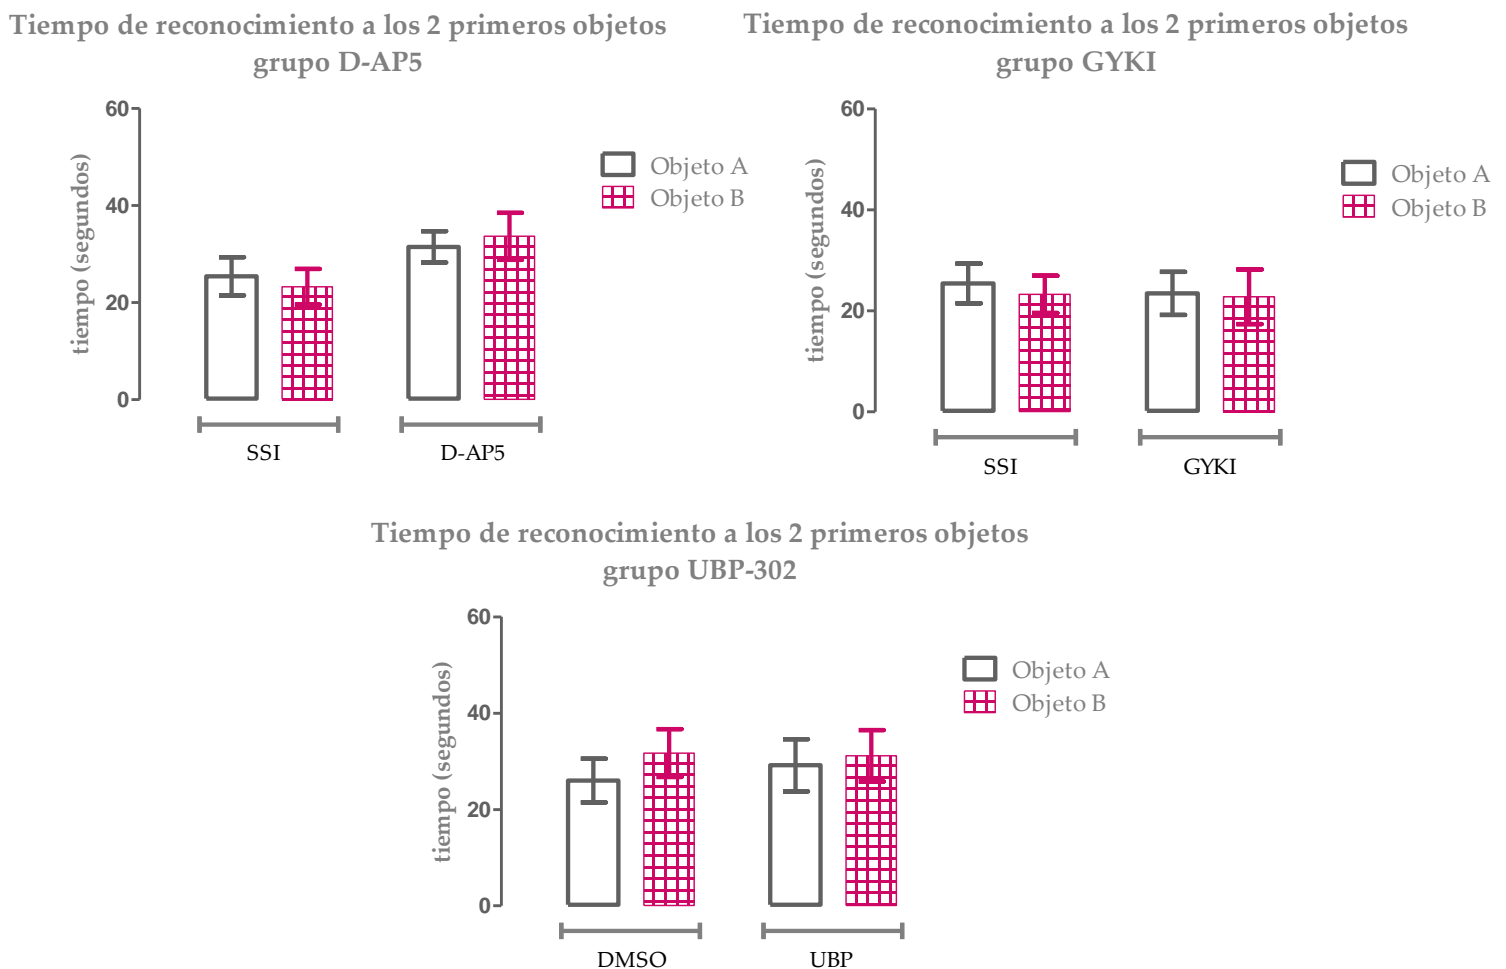 Tiempo de reconocimiento a los 2 primeros objetos
grupo D-AP5
60
40
20
0
tiempo (segundos)
Objeto A
Objeto B
SSI
D-AP5
Tiempo de reconocimiento a los 2 primeros objetos
grupo GYKI
60
40
20
0
tiempo (segundos)
Objeto A
Objeto B
SSI
GYKI
Tiempo de reconocimiento a los 2 primeros objetos
grupo UBP-302
60
40
20
0
tiempo (segundos)
Objeto A
Objeto B
DMSO
UBP